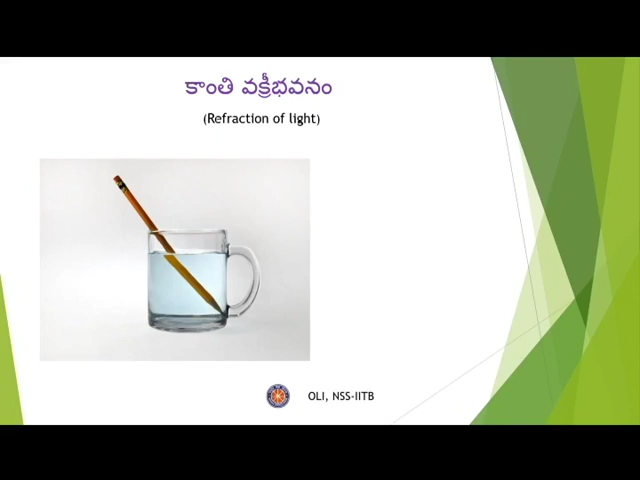 కాంతి వక్రీభవనం
(Refraction of light)
OLI, NSS-IITB